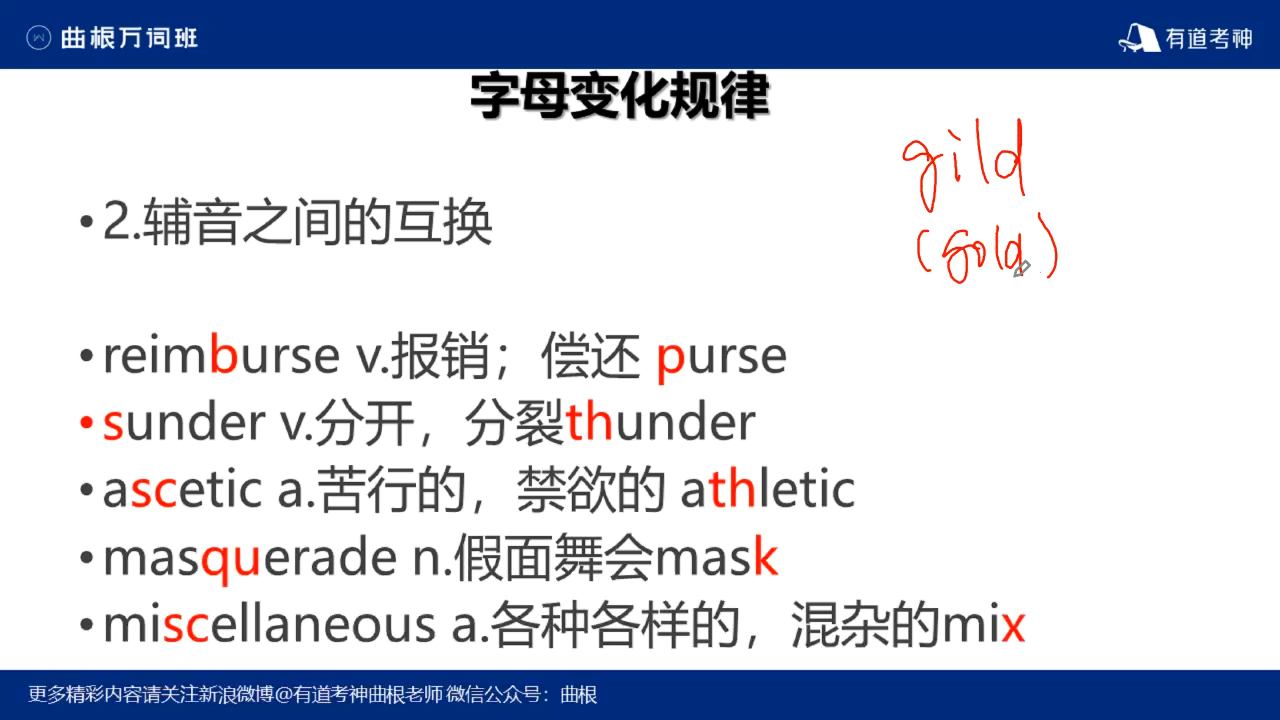 曲根万词班
有道考神
字母变化规律
gild
(gold)
•2.辅音之间的互换
•reimburse v.报销；偿还 purse
•sunder v.分开，分裂thunder
•ascetic a.苦行的，禁欲的 athletic
•masquerade n.假面舞会mask
•miscellaneous a.各种各样的，混杂的mix
更多精彩内容请关注新浪微博@有道考神曲根老师 微信公众号：曲根